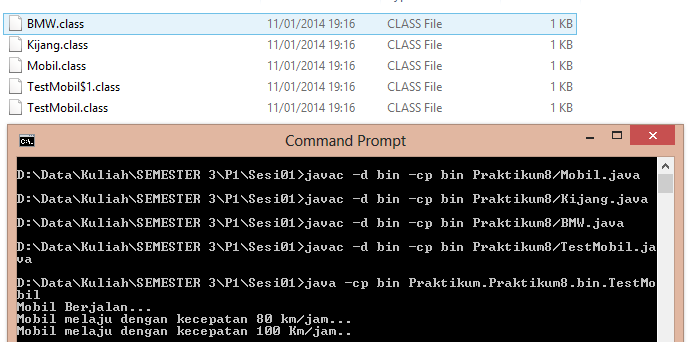 BMW.class 11/01/2014 19:16 CLASS File 1 KB
Kijang.class 11/01/2014 19:16 CLASS File 1 KB
Mobil.class 11/01/2014 19:16 CLASS File 1 KB
TestMobil$1.class 11/01/2014 19:16 CLASS File 1 KB
TestMobil.class 11/01/2014 19:16 CLASS File 1 KB
C:\.
Command Prompt
D:\Data\Kuliah\SEMESTER 3\P1\Sesi01>javac -d bin -cp bin Praktikum8/Mobil.java
D:\Data\Kuliah\SEMESTER 3\P1\Sesi01>javac -d bin -cp bin Praktikum8/Kijang.java
D:\Data\Kuliah\SEMESTER 3\P1\Sesi01>javac -d bin -cp bin Praktikum8/BMW.java
D:\Data\Kuliah\SEMESTER 3\P1\Sesi01>javac -d bin -cp bin Praktikum8/TestMobil.ja
va
D:\Data\Kuliah\SEMESTER 3\P1\Sesi01>java -cp bin Praktikum.Praktikum8.bin.TestMo
bil
Mobil Berjalan...
Mobil melaju dengan kecepatan 80 km/jam...
Mobil melaju dengan kecepatan 100 Km/jam..